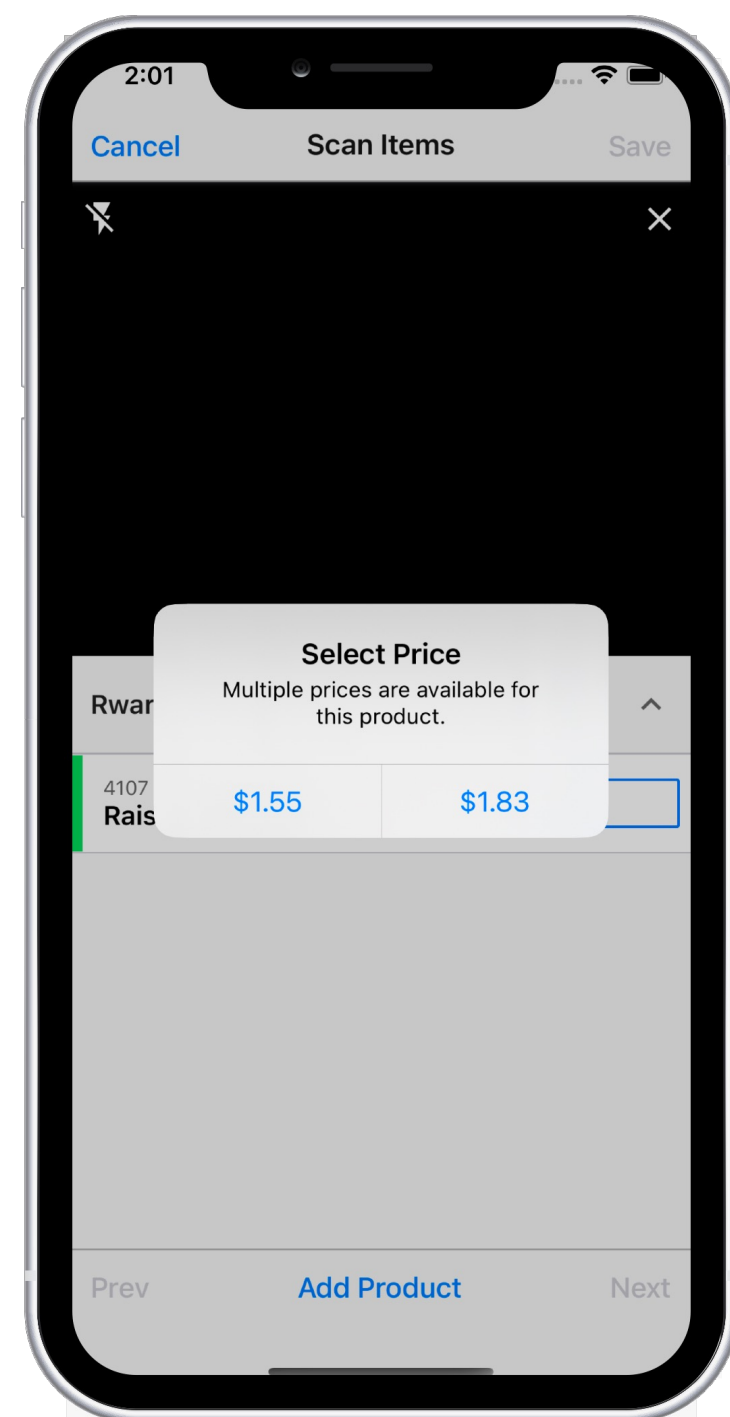 2:01
Cancel Scan Items Save
Select Price
Multiple prices are available for
this product.
Rwar
4107
Rais
$1.55 $1.83
Prev Add Product Next